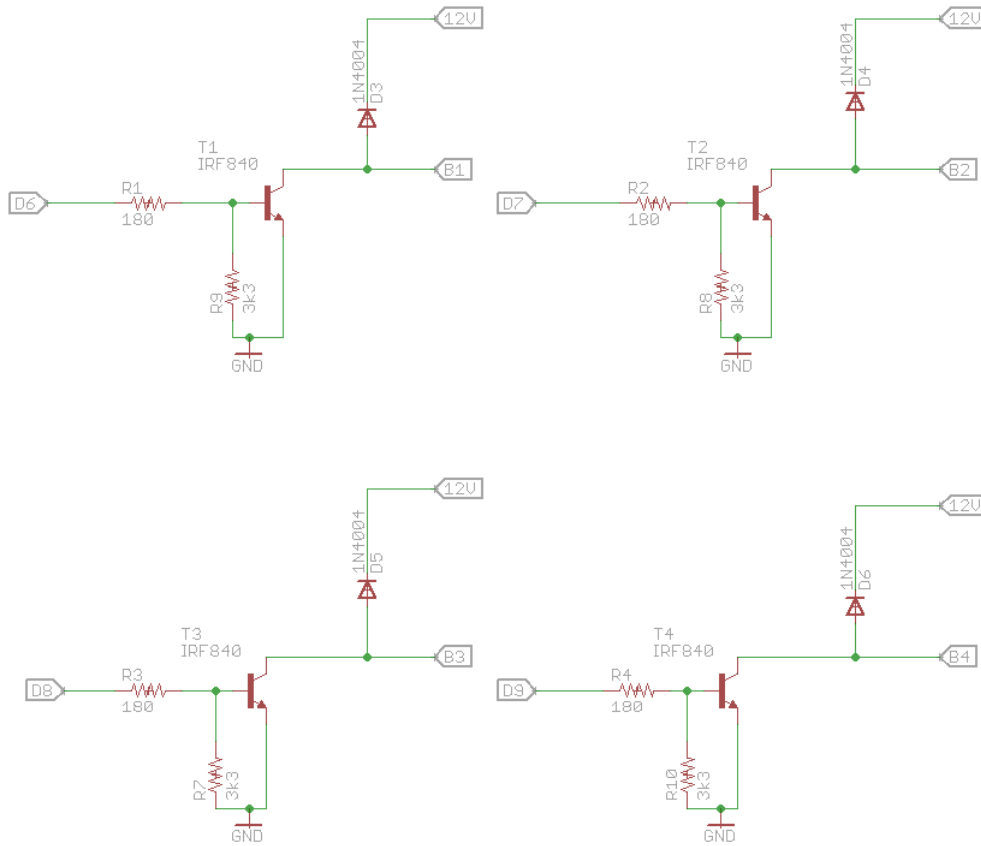 12V
1N4004
D3
T1
IRF840
B1
R1
D6
180
R9
3k3
GND
12V
1N4004
D4
T2
IRF840
B2
R2
D7
180
R8
3k3
GND
12V
1N4004
D5
T3
IRF840
B3
R3
D8
180
R7
3k3
GND
12V
1N4004
D6
T4
IRF840
B4
R4
D9
180
R10
3k3
GND